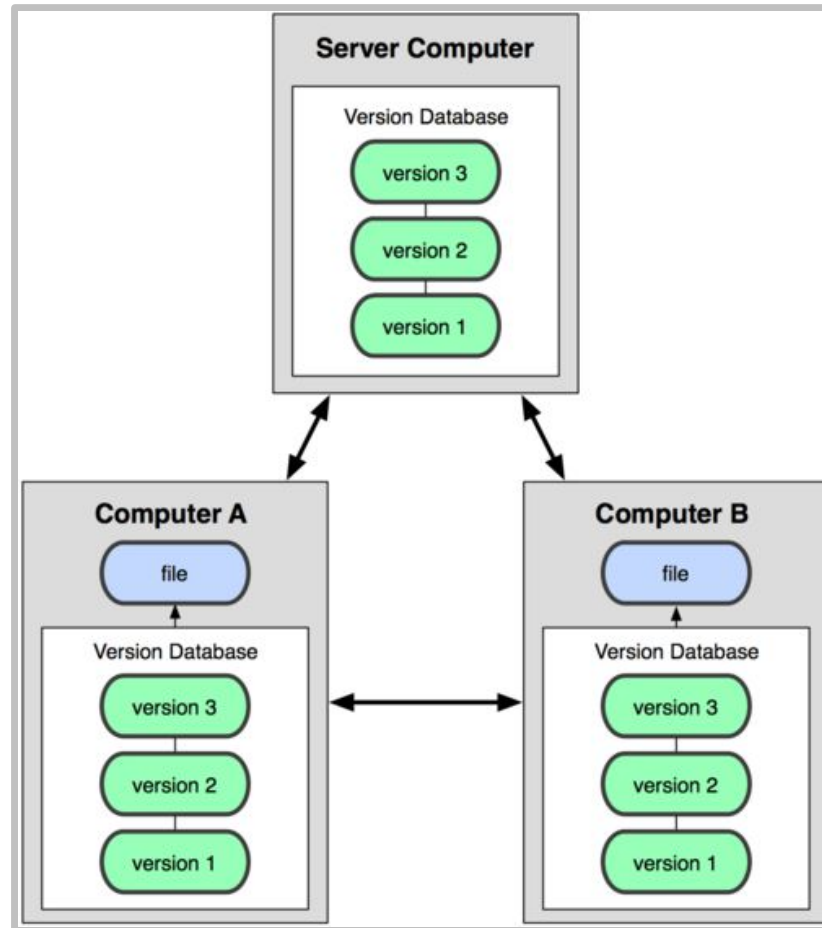 Server Computer
Version Database
version 3
version 2
version 1
Computer A
file
Version Database
version 3
version 2
version 1
Computer B
file
Version Database
version 3
version 2
version 1